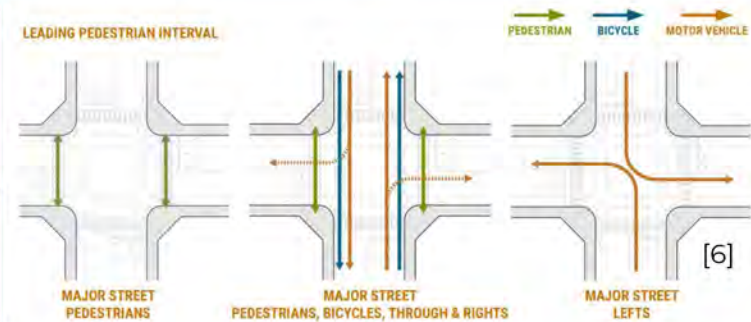 LEADING PEDESTRIAN INTERVAL
PEDESTRIAN
BICYCLE
MOTOR VEHICLE
[6]
MAJOR STREET
PEDESTRIANS
MAJOR STREET
PEDESTRIANS, BICYCLES, THROUGH & RIGHTS
MAJOR STREET
LEFTS